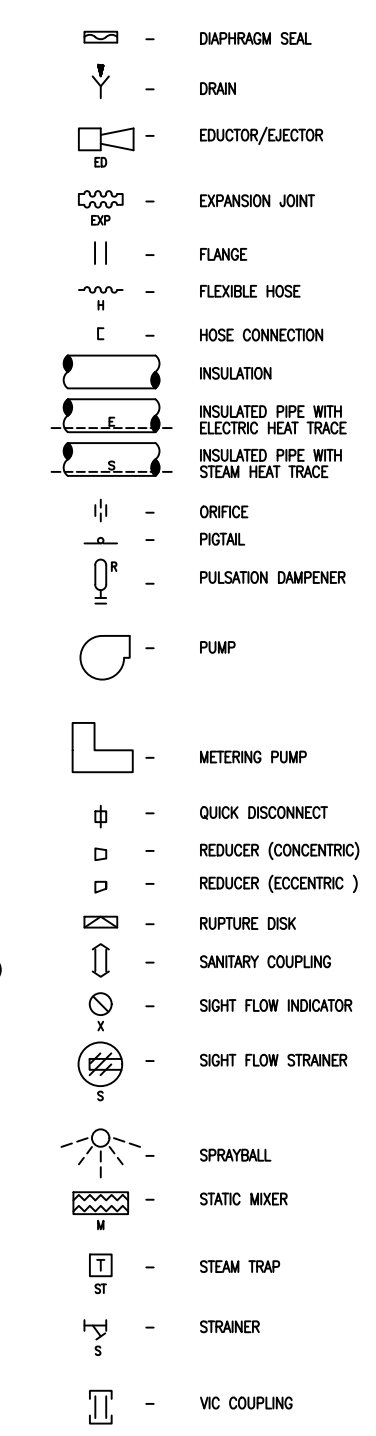 – DIAPHRAGM SEAL
– DRAIN
– EDUCTOR/EJECTOR
ED
– EXPANSION JOINT
EXP
– FLANGE
– FLEXIBLE HOSE
H
– HOSE CONNECTION
INSULATION
E
INSULATED PIPE WITH
ELECTRIC HEAT TRACE
S
INSULATED PIPE WITH
STEAM HEAT TRACE
– ORIFICE
– PIGTAIL
R
– PULSATION DAMPENER
– PUMP
– METERING PUMP
– QUICK DISCONNECT
– REDUCER (CONCENTRIC)
– REDUCER (ECCENTRIC )
– RUPTURE DISK
– SANITARY COUPLING
– SIGHT FLOW INDICATOR
X
– SIGHT FLOW STRAINER
S
– SPRAYBALL
– STATIC MIXER
M
T – STEAM TRAP
ST
– STRAINER
S
– VIC COUPLING